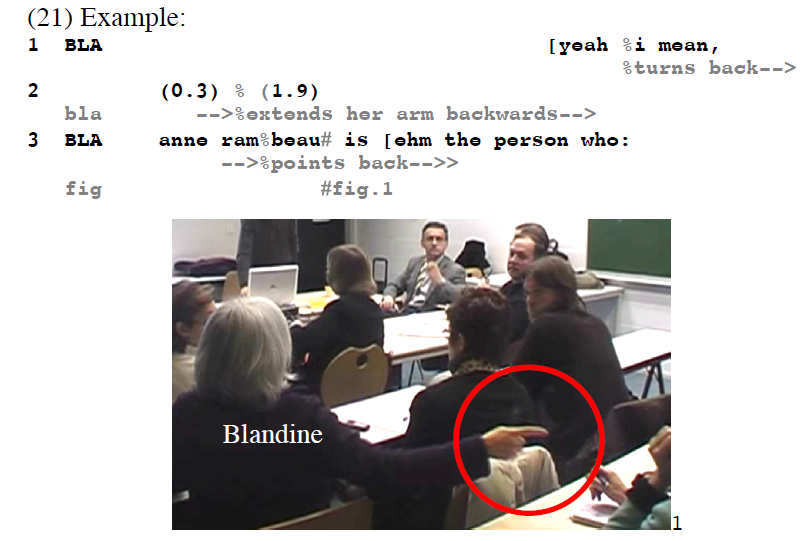 (21) Example:
1 BLA [yeah %i mean,
%turns back-->
2 (0.3) % (1.9)
bla -->%extends her arm backwards-->
3 BLA anne ram%beau# is [ehm the person who:
-->%points back-->>
fig #fig.1
Blandine
1